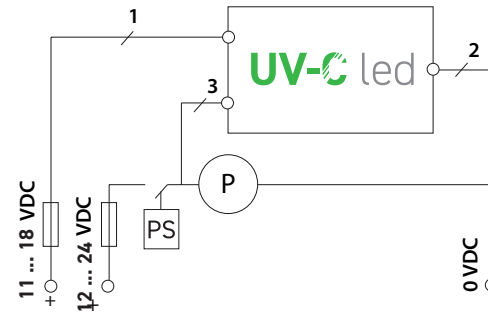 1
UV-C led
2
3
P
PS
11 ... 18 VDC
+
12 ... 24 VDC
+
0 VDC